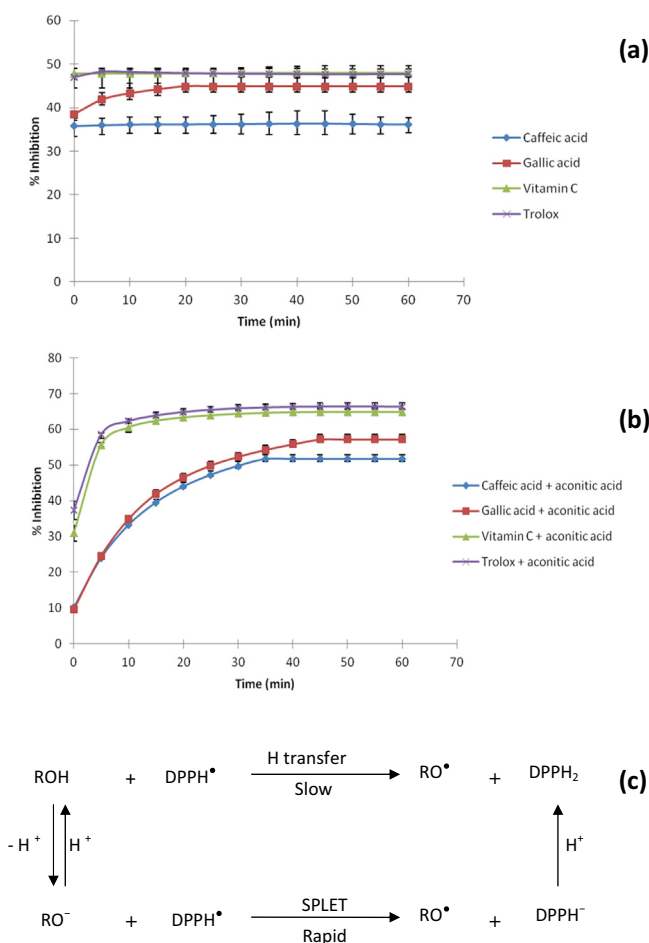 (a)
60
50
40
30
20
10
0
% Inhibition
0 10 20 30 40 50 60 70
Time (min)
Caffeic acid
Gallic acid
Vitamin C
Trolox
(b)
80
70
60
50
40
30
20
10
0
% Inhibition
0 10 20 30 40 50 60 70
Time (min)
Caffeic acid + aconitic acid
Gallic acid + aconitic acid
Vitamin C + aconitic acid
Trolox + aconitic acid
(c)
H transfer
ROH + DPPH• RO• + DPPH₂
Slow
- H⁺ H⁺ H⁺
SPLET
RO⁻ + DPPH• RO• + DPPH⁻
Rapid